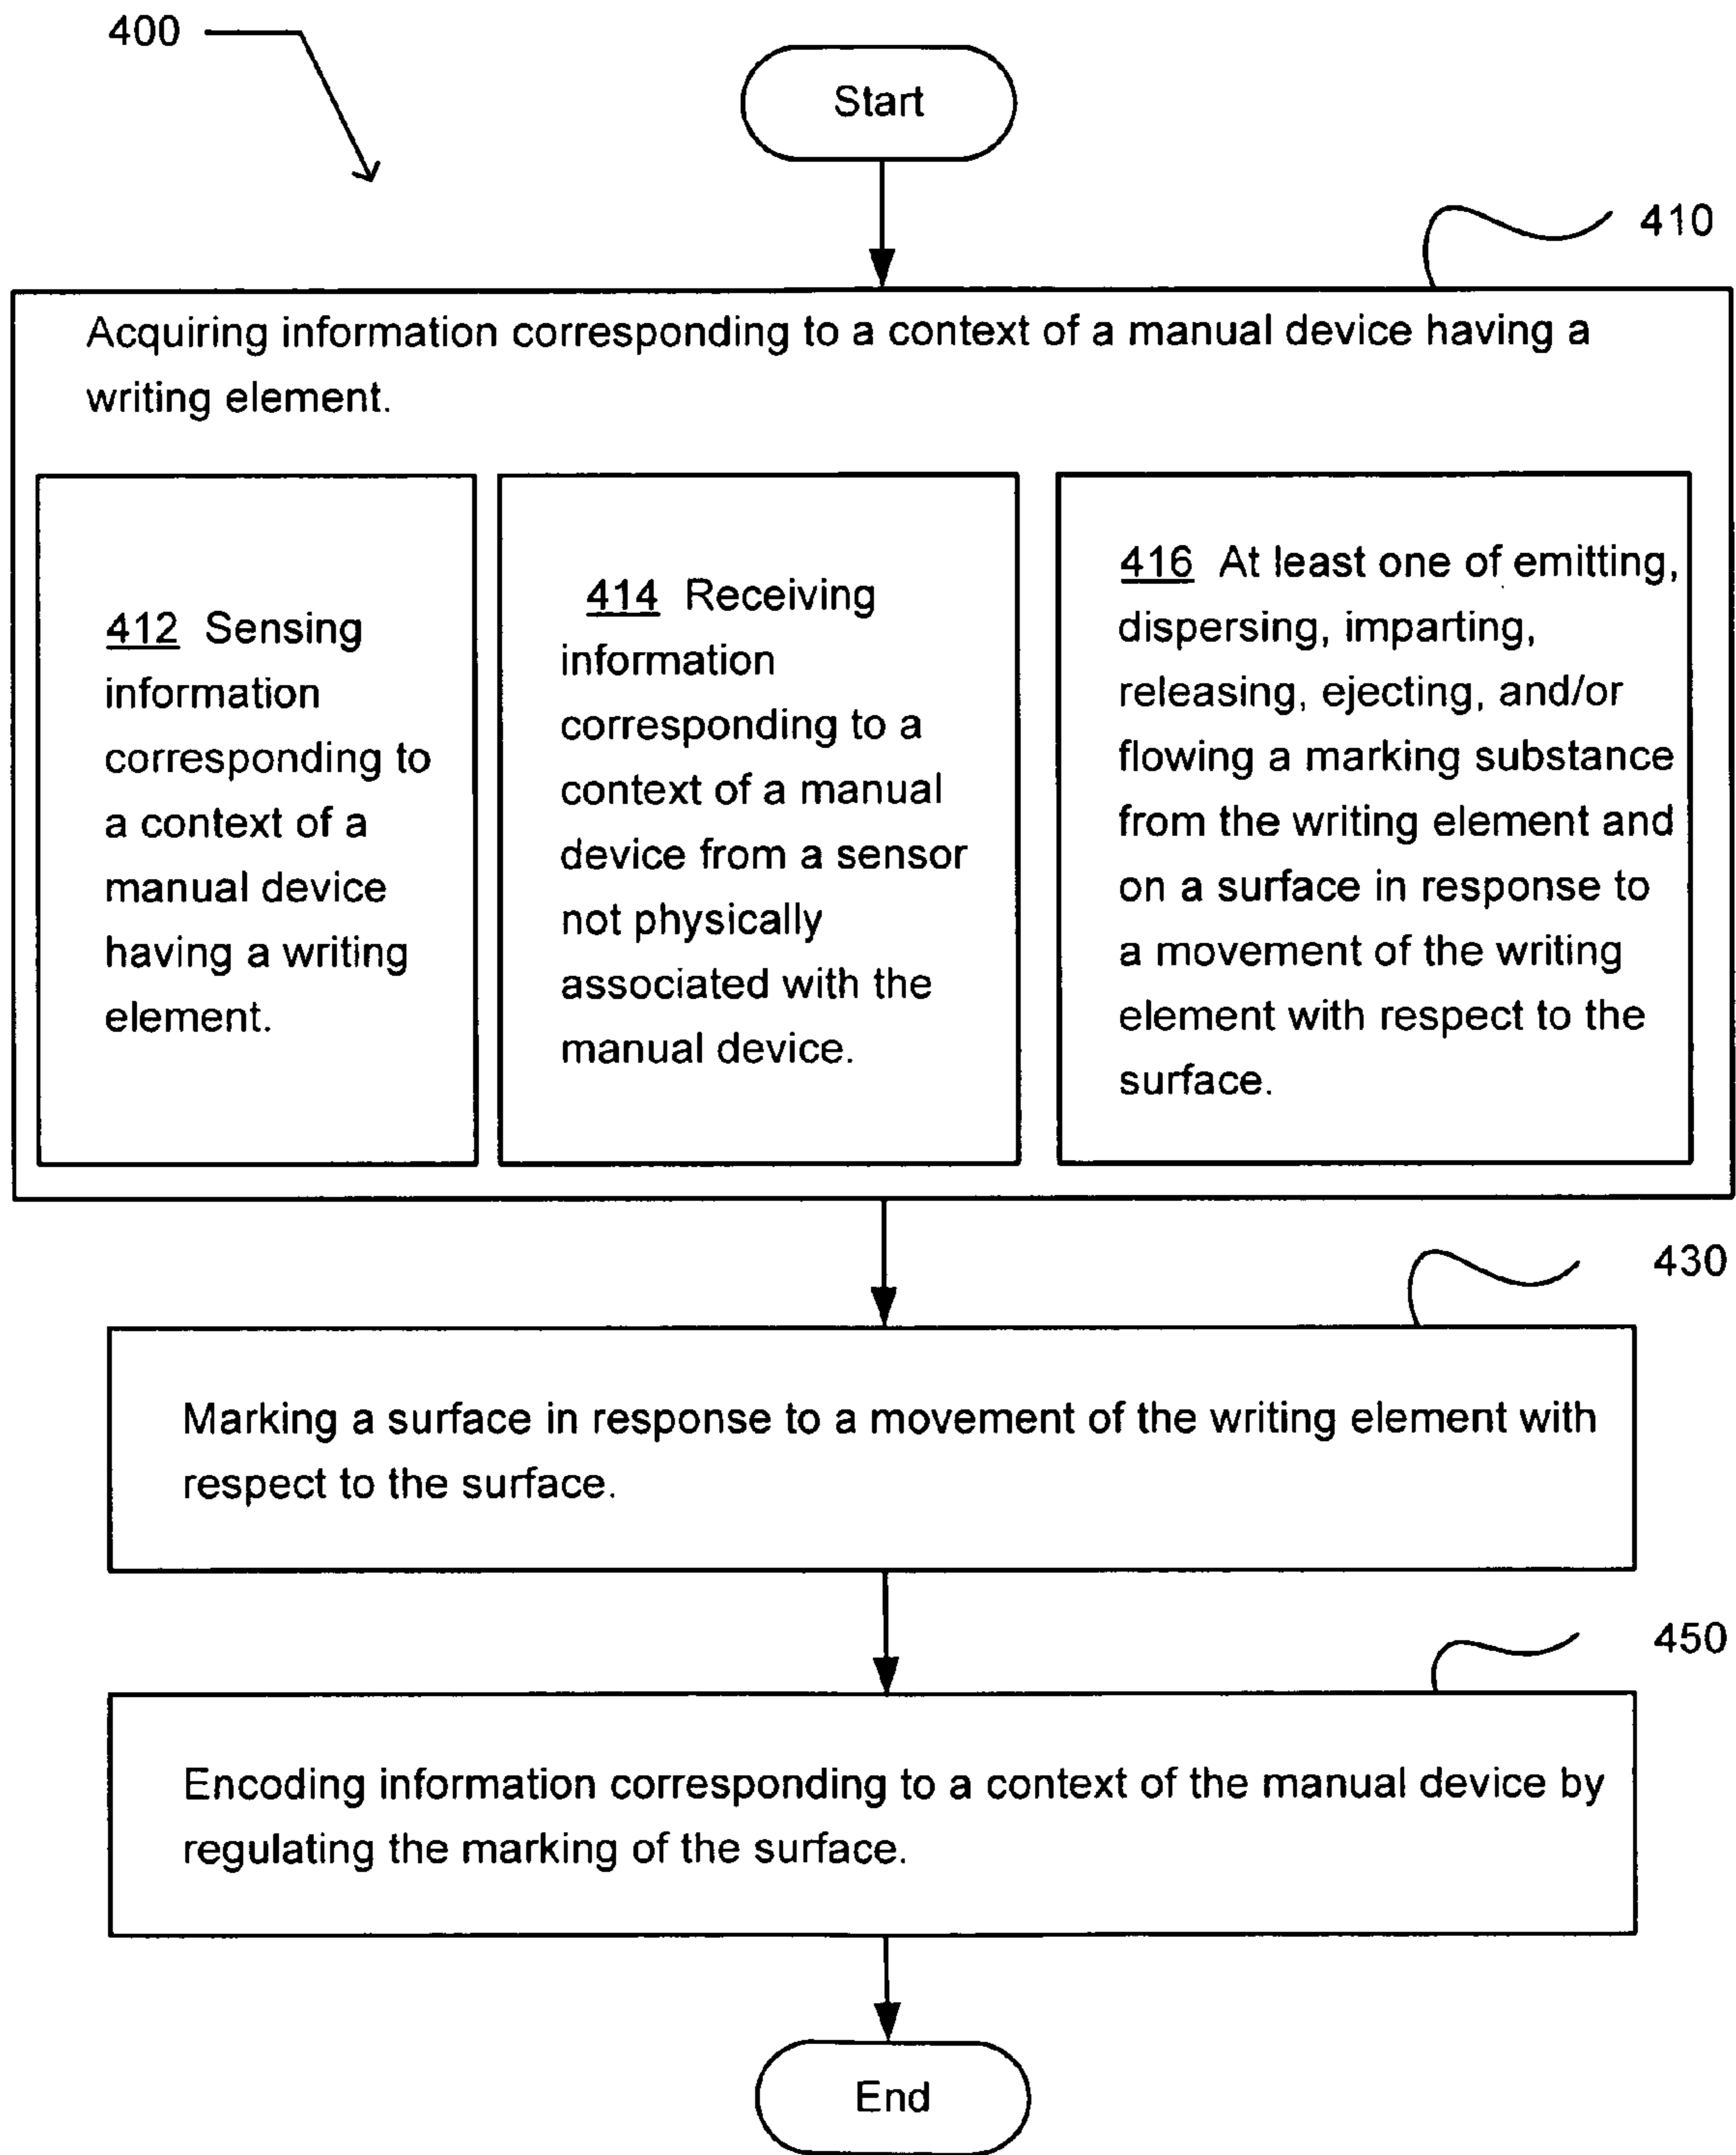 400
Start
410
Acquiring information corresponding to a context of a manual device having a
writing element.
412 Sensing
information
corresponding to
a context of a
manual device
having a writing
element.
414 Receiving
information
corresponding to a
context of a manual
device from a sensor
not physically
associated with the
manual device.
416 At least one of emitting,
dispersing, imparting,
releasing, ejecting, and/or
flowing a marking substance
from the writing element and
on a surface in response to
a movement of the writing
element with respect to the
surface.
430
Marking a surface in response to a movement of the writing element with
respect to the surface.
450
Encoding information corresponding to a context of the manual device by
regulating the marking of the surface.
End